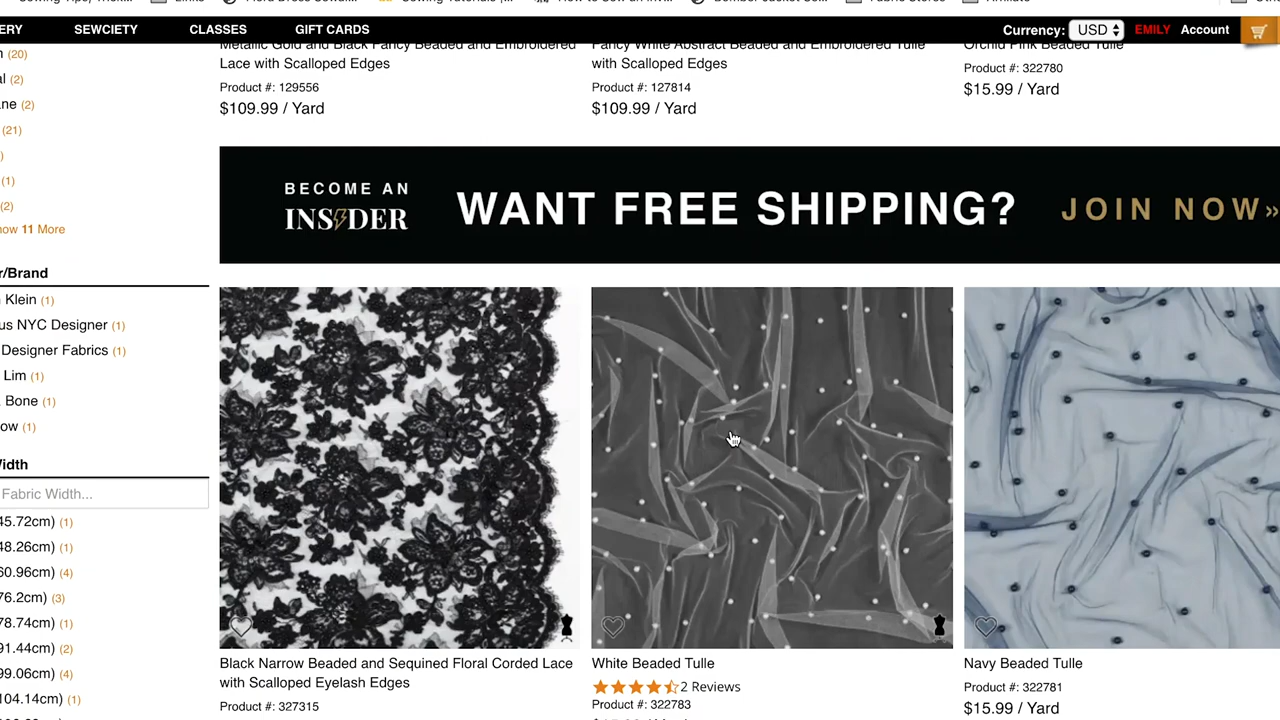 Links
ERY SEWCIETY CLASSES GIFT CARDS Currency: USD EMILY Account
Metallic Gold and Black Fancy Beaded and Embroidered
Lace with Scalloped Edges
Product #: 129556
$109.99 / Yard
Fancy White Abstract Beaded and Embroidered Tulle
with Scalloped Edges
Product #: 127814
$109.99 / Yard
Orchid Pink Beaded Tulle
Product #: 322780
$15.99 / Yard
(20)
al (2)
ane (2)
(21)
)
(1)
(2)
how 11 More
r/Brand
Klein (1)
us NYC Designer (1)
Designer Fabrics (1)
Lim (1)
Bone (1)
ow (1)
Width
Fabric Width...
45.72cm) (1)
48.26cm) (1)
60.96cm) (4)
76.2cm) (3)
78.74cm) (1)
91.44cm) (2)
99.06cm) (4)
104.14cm) (1)
BECOME AN
INSIDER
WANT FREE SHIPPING?
JOIN NOW»
Black Narrow Beaded and Sequined Floral Corded Lace
with Scalloped Eyelash Edges
Product #: 327315
White Beaded Tulle
2 Reviews
Product #: 322783
Navy Beaded Tulle
Product #: 322781
$15.99 / Yard